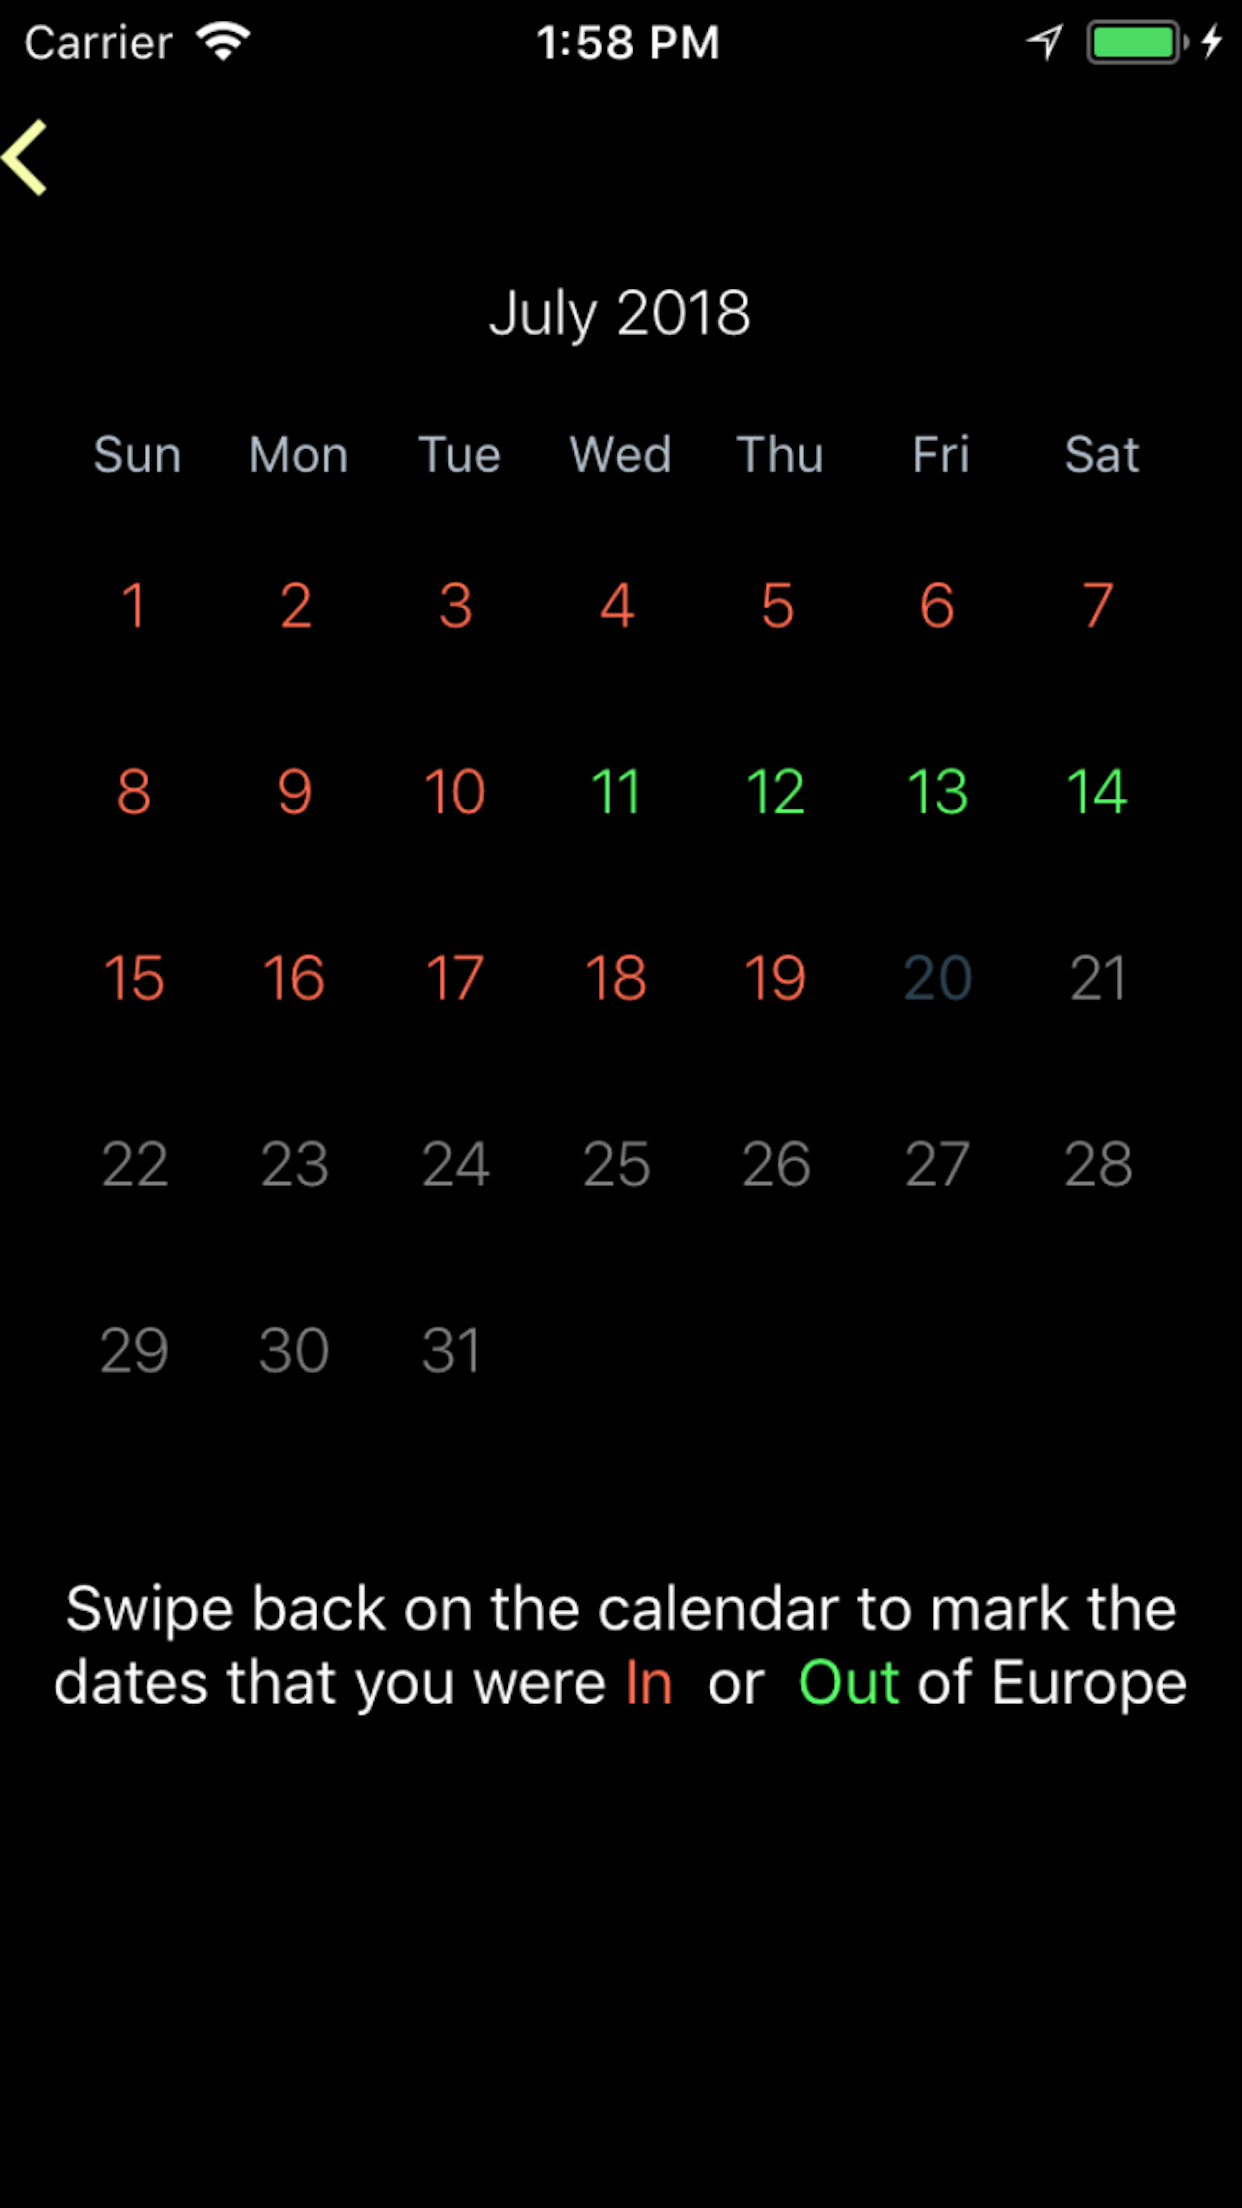 Carrier 1:58 PM
July 2018
Sun Mon Tue Wed Thu Fri Sat
1 2 3 4 5 6 7
8 9 10 11 12 13 14
15 16 17 18 19 20 21
22 23 24 25 26 27 28
29 30 31
Swipe back on the calendar to mark the
dates that you were In or Out of Europe